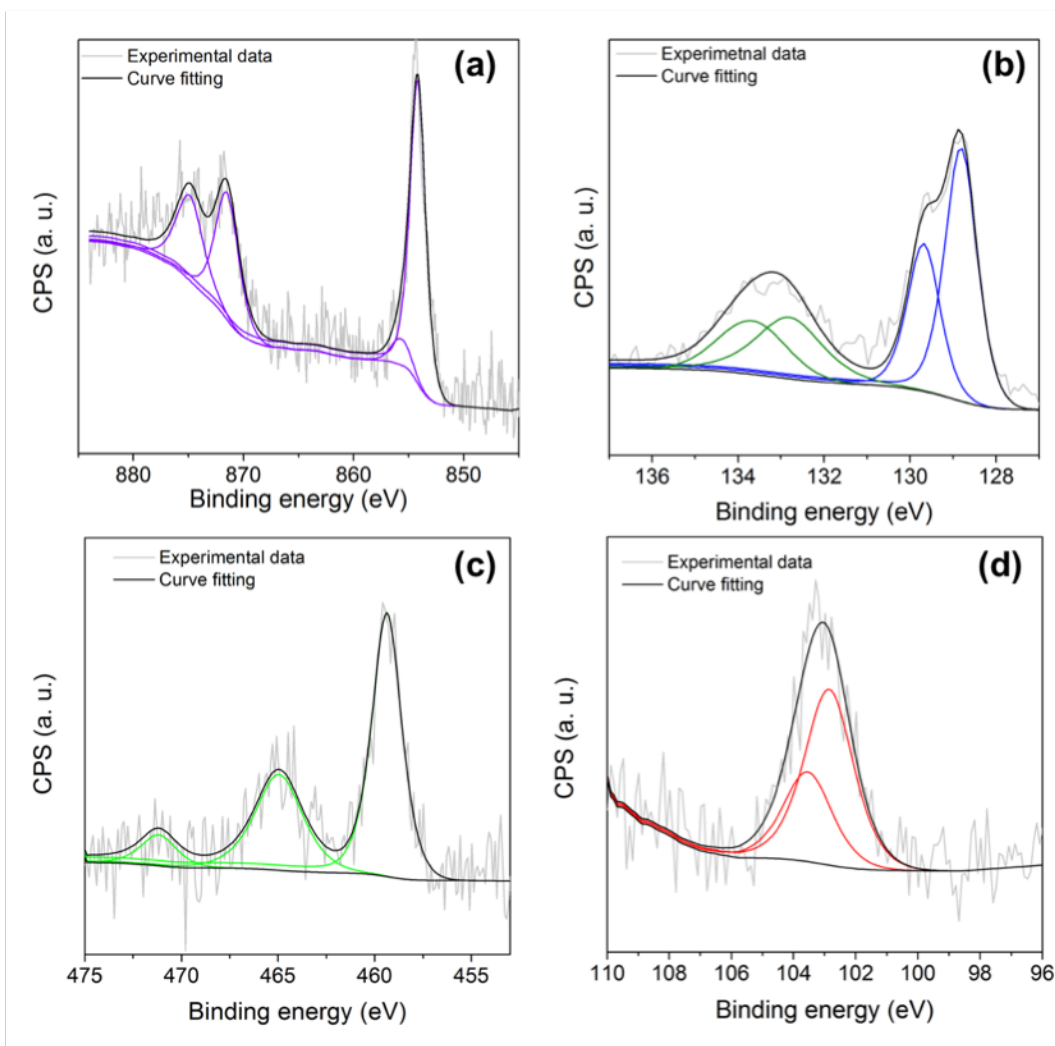 Experimental data
Curve fitting
(a)
CPS (a. u.)
880 870 860 850
Binding energy (eV)
Experimetnal data
Curve fitting
(b)
CPS (a. u.)
136 134 132 130 128
Binding energy (eV)
Experimental data
Curve fitting
(c)
CPS (a. u.)
475 470 465 460 455
Binding energy (eV)
Experimental data
Curve fitting
(d)
CPS (a. u.)
110 108 106 104 102 100 98 96
Binding energy (eV)